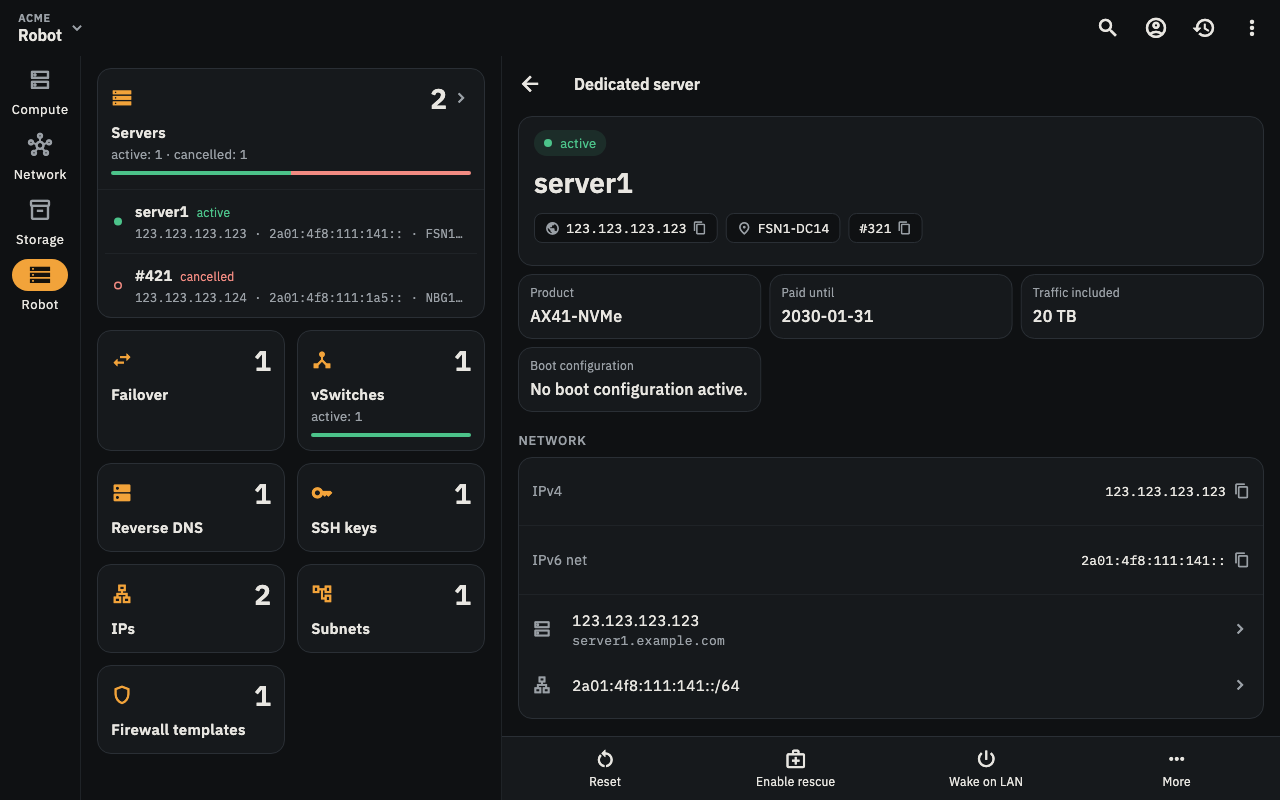 ACME
Robot
Compute
Network
Storage
Robot
2
Servers
active: 1 · cancelled: 1
server1 active
123.123.123.123 · 2a01:4f8:111:141:: · FSN1…
#421 cancelled
123.123.123.124 · 2a01:4f8:111:1a5:: · NBG1…
1
Failover
1
vSwitches
active: 1
1
Reverse DNS
1
SSH keys
2
IPs
1
Subnets
1
Firewall templates
Dedicated server
active
server1
123.123.123.123
FSN1-DC14
#321
Product
AX41-NVMe
Paid until
2030-01-31
Traffic included
20 TB
Boot configuration
No boot configuration active.
NETWORK
IPv4
123.123.123.123
IPv6 net
2a01:4f8:111:141::
123.123.123.123
server1.example.com
2a01:4f8:111:141::/64
Reset
Enable rescue
Wake on LAN
More